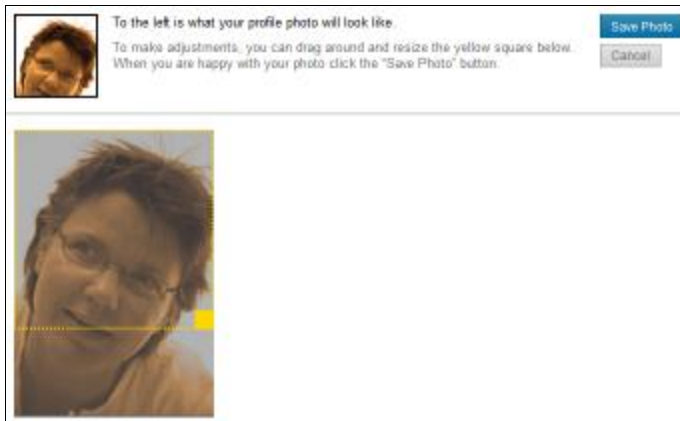 To the left is what your profile photo will look like.
To make adjustments, you can drag around and resize the yellow square below.
When you are happy with your photo click the "Save Photo" button.
Save Photo
Cancel